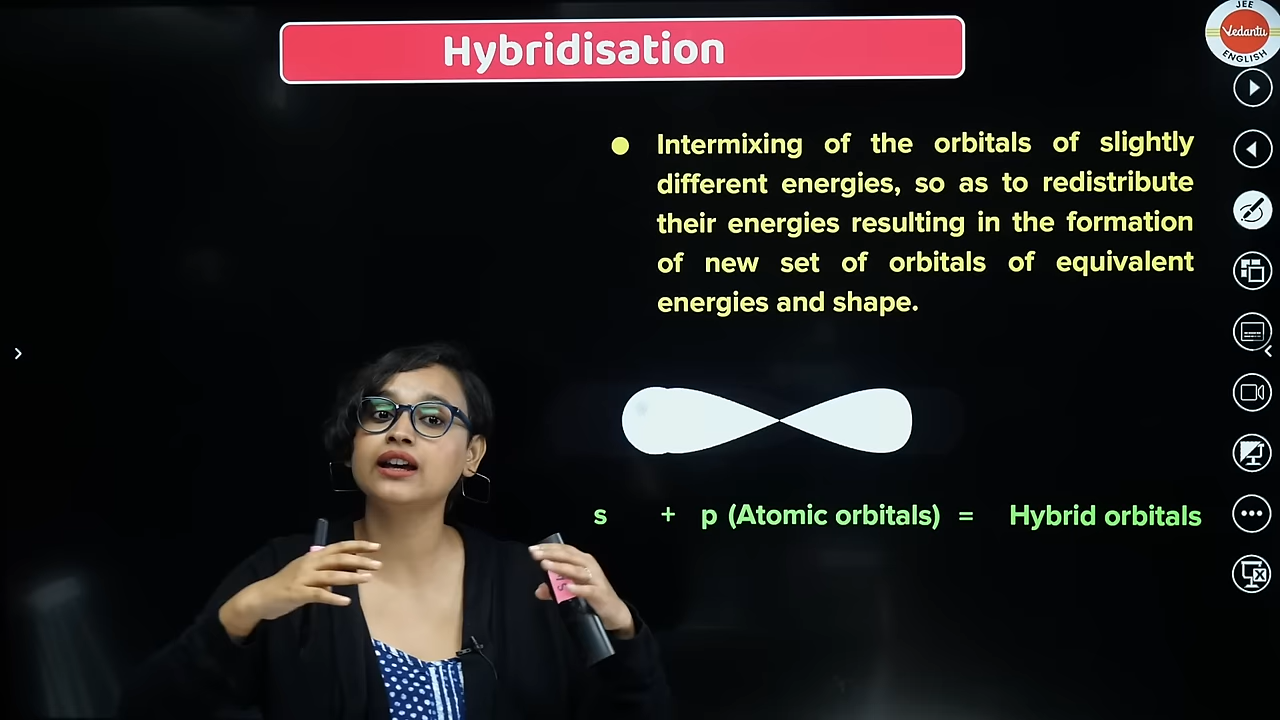 Hybridisation
JEE
Vedantu
ENGLISH
Intermixing of the orbitals of slightly
different energies, so as to redistribute
their energies resulting in the formation
of new set of orbitals of equivalent
energies and shape.
s + p (Atomic orbitals) = Hybrid orbitals